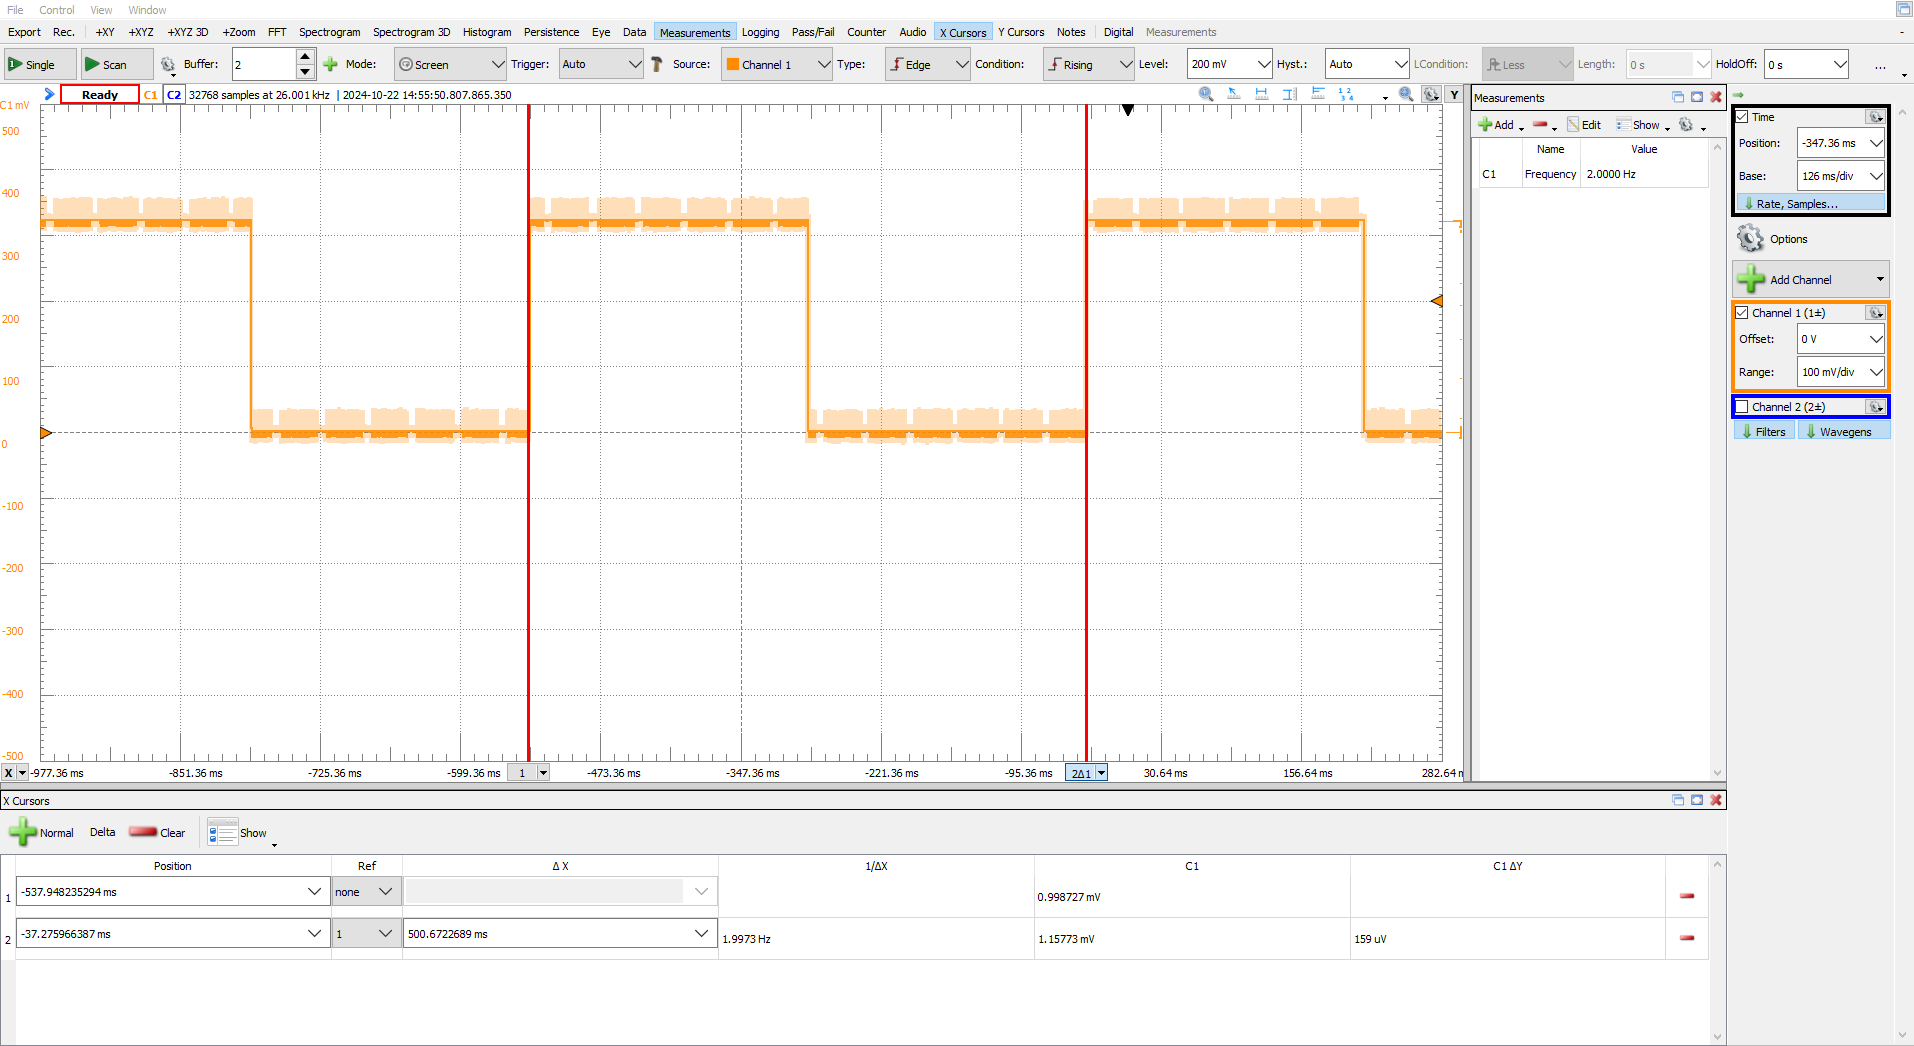 File Control View Window
Export Rec. +XY +XYZ +XYZ 3D +Zoom FFT Spectrogram Spectrogram 3D Histogram Persistence Eye Data Measurements Logging Pass/Fail Counter Audio X Cursors Y Cursors Notes Digital Measurements
Single Scan Buffer: 2 Mode: Screen Trigger: Auto Source: Channel 1 Type: Edge Condition: Rising Level: 200 mV Hyst.: Auto LCondition: Less Length: 0 s HoldOff: 0 s ...
Ready C1 C2 32768 samples at 26.001 kHz | 2024-10-22 14:55:50.807.865.350 Y
C1 mV
500
400
300
200
100
0
-100
-200
-300
-400
-500
X -977.36 ms -851.36 ms -725.36 ms -599.36 ms 1 -473.36 ms -347.36 ms -221.36 ms -95.36 ms 2Δ1 30.64 ms 156.64 ms 282.64 m
Measurements
Add Edit Show
Name Value
C1 Frequency 2.0000 Hz
Time
Position: -347.36 ms
Base: 126 ms/div
Rate, Samples...
Options
Add Channel
Channel 1 (1±)
Offset: 0 V
Range: 100 mV/div
Channel 2 (2±)
Filters Wavegens
X Cursors
Normal Delta Clear Show
Position Ref Δ X 1/ΔX C1 C1 ΔY
1 -537.948235294 ms none 0.998727 mV
2 -37.275966387 ms 1 500.6722689 ms 1.9973 Hz 1.15773 mV 159 uV